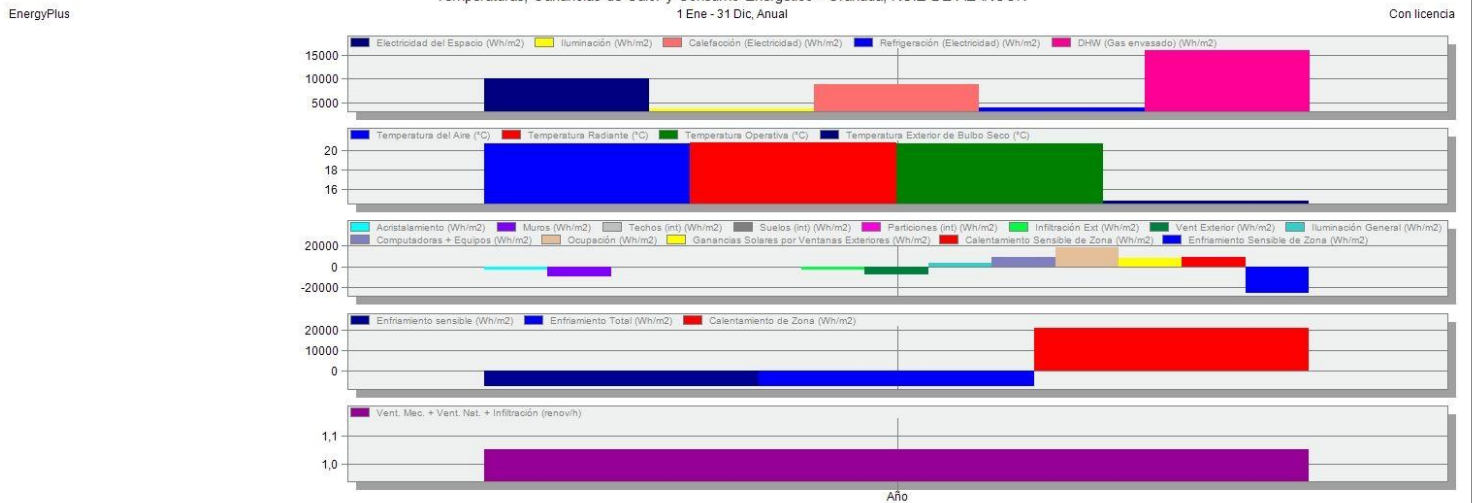 EnergyPlus
1 Ene - 31 Dic, Anual
Con licencia
Electricidad del Espacio (Wh/m2) Iluminación (Wh/m2) Calefacción (Electricidad) (Wh/m2) Refrigeración (Electricidad) (Wh/m2) DHW (Gas envasado) (Wh/m2)
15000
10000
5000
Temperatura del Aire (°C) Temperatura Radiante (°C) Temperatura Operativa (°C) Temperatura Exterior de Bulbo Seco (°C)
20
18
16
Acristalamiento (Wh/m2) Muros (Wh/m2) Techos (int) (Wh/m2) Suelos (int) (Wh/m2) Particiones (int) (Wh/m2) Infiltración Ext (Wh/m2) Vent Exterior (Wh/m2) Iluminación General (Wh/m2)
Computadoras + Equipos (Wh/m2) Ocupación (Wh/m2) Ganancias Solares por Ventanas Exteriores (Wh/m2) Calentamiento Sensible de Zona (Wh/m2) Enfriamiento Sensible de Zona (Wh/m2)
20000
0
-20000
Enfriamiento sensible (Wh/m2) Enfriamiento Total (Wh/m2) Calentamiento de Zona (Wh/m2)
20000
10000
0
Vent. Mec. + Vent. Nat. + Infiltración (renov/h)
1,1
1,0
Año